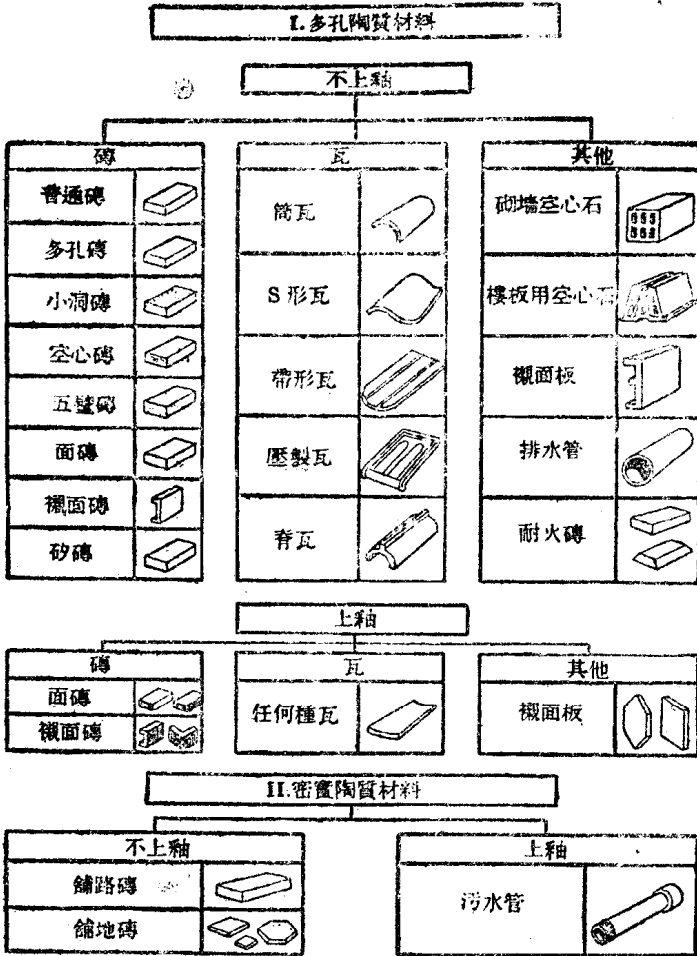 I.多孔陶質材料
不上釉
磚
普通磚
多孔磚
小洞磚
空心磚
五壁磚
面磚
襯面磚
矽磚
瓦
筒瓦
S形瓦
帶形瓦
壓製瓦
脊瓦
其他
砌墻空心石
樓板用空心石
襯面板
排水管
耐火磚
上釉
磚
面磚
襯面磚
瓦
任何種瓦
其他
襯面板
II.密實陶質材料
不上釉
舖路磚
舖地磚
上釉
污水管